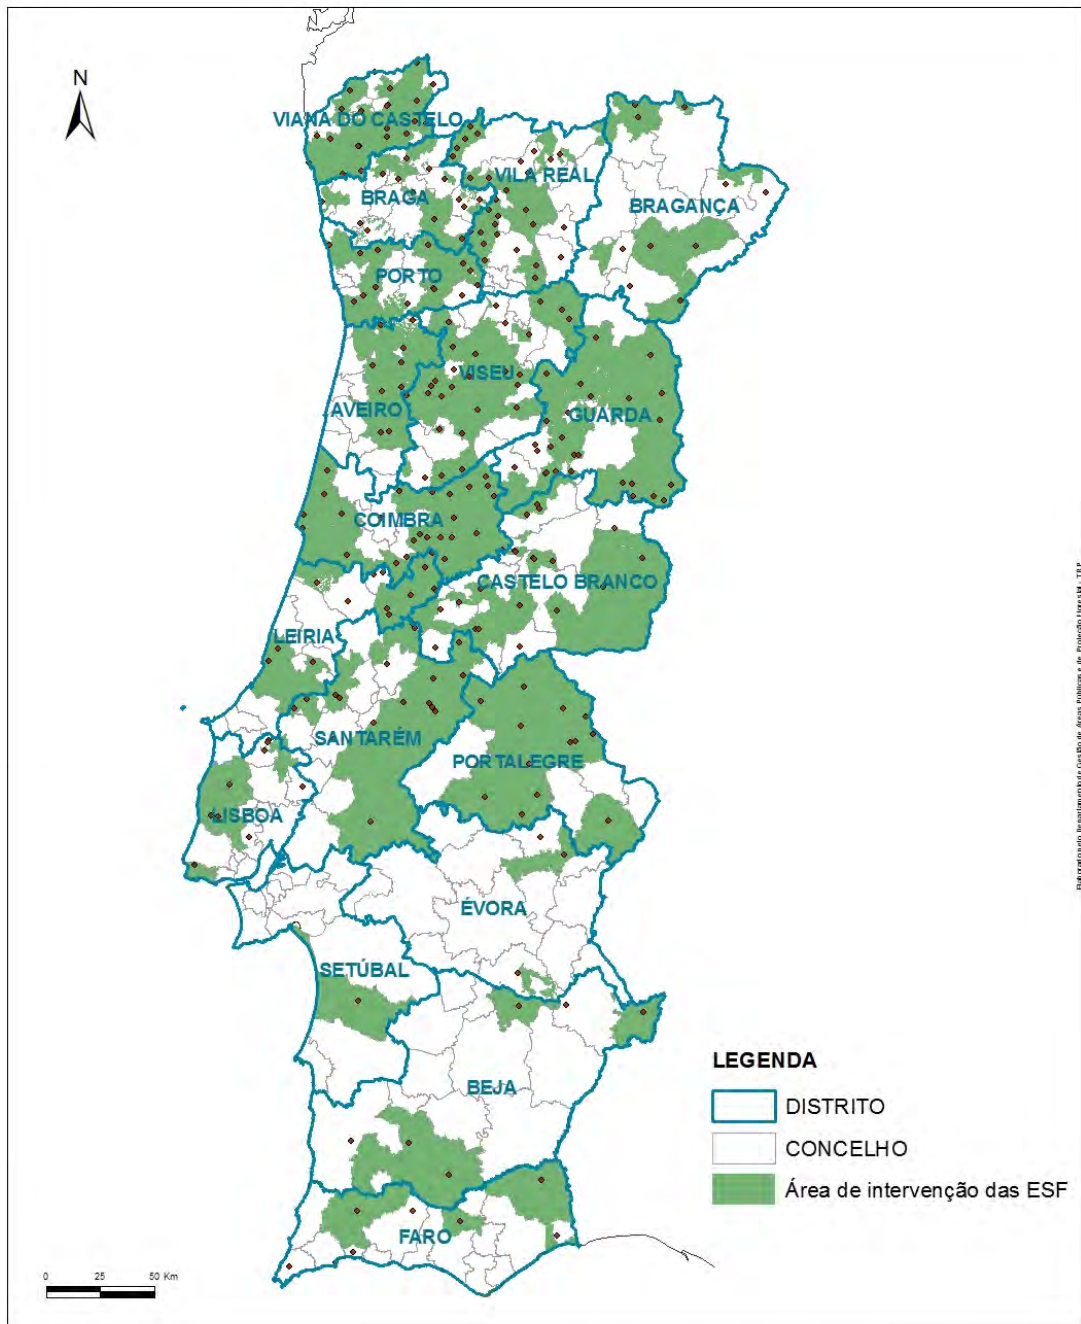 N
VIANA DO CASTELO
VILA REAL
BRAGA
BRAGANÇA
PORTO
VISEU
AVEIRO
GUARDA
COIMBRA
CASTELO BRANCO
LEIRIA
SANTARÉM
PORTALEGRE
LISBOA
ÉVORA
SETÚBAL
BEJA
FARO
LEGENDA
DISTRITO
CONCELHO
Área de intervenção das ESF
0 25 50 Km